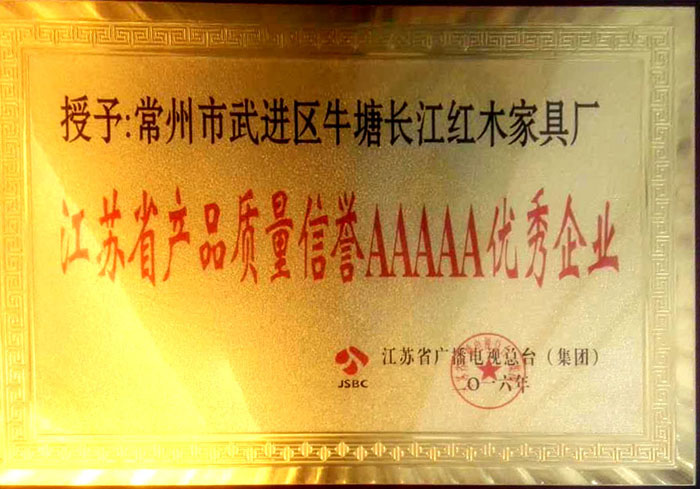 授予:常州市武进区牛塘长江红木家具厂
江苏省产品质量信誉AAAAA优秀企业
JSBC
江苏省广播电视总台（集团）
二〇一六年